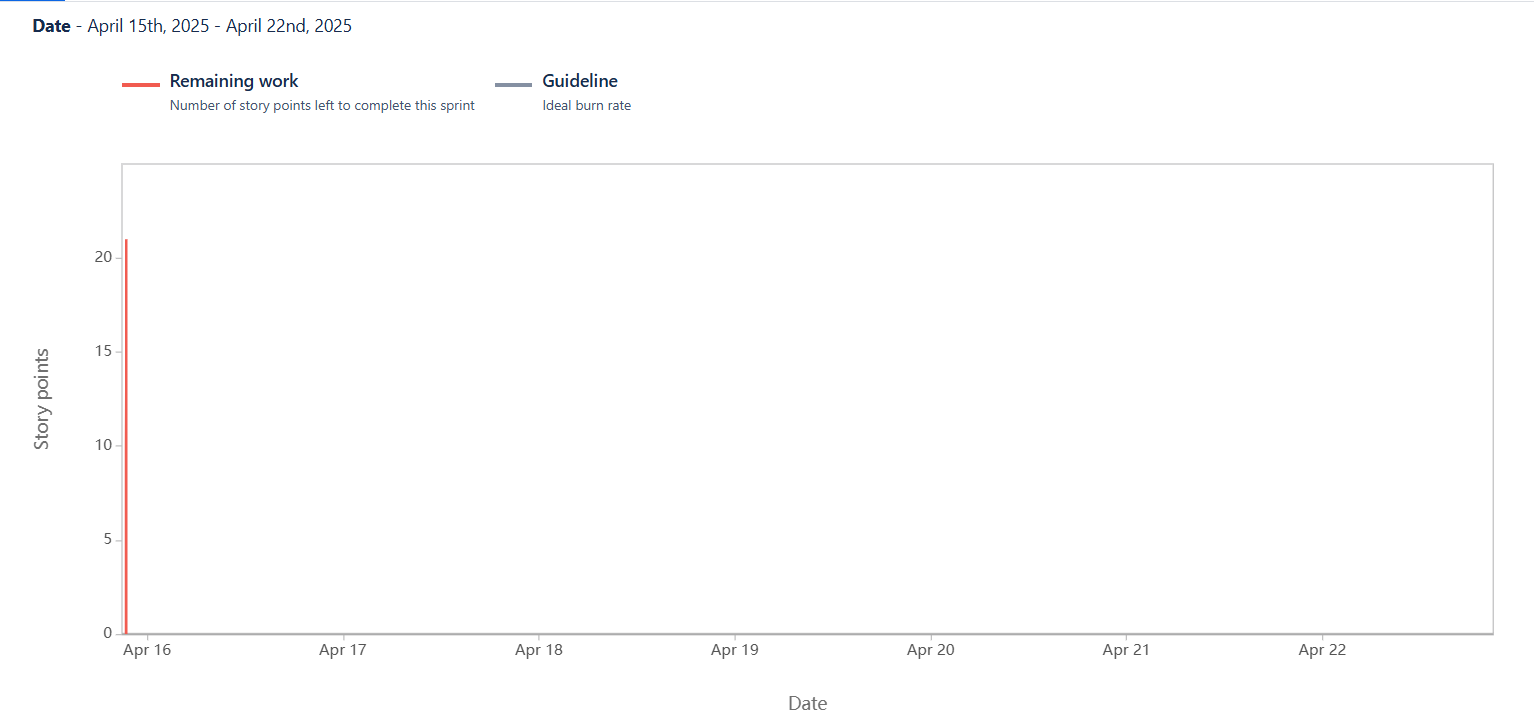 Date - April 15th, 2025 - April 22nd, 2025
Remaining work
Number of story points left to complete this sprint
Guideline
Ideal burn rate
Story points
20
15
10
5
0
Apr 16 Apr 17 Apr 18 Apr 19 Apr 20 Apr 21 Apr 22
Date